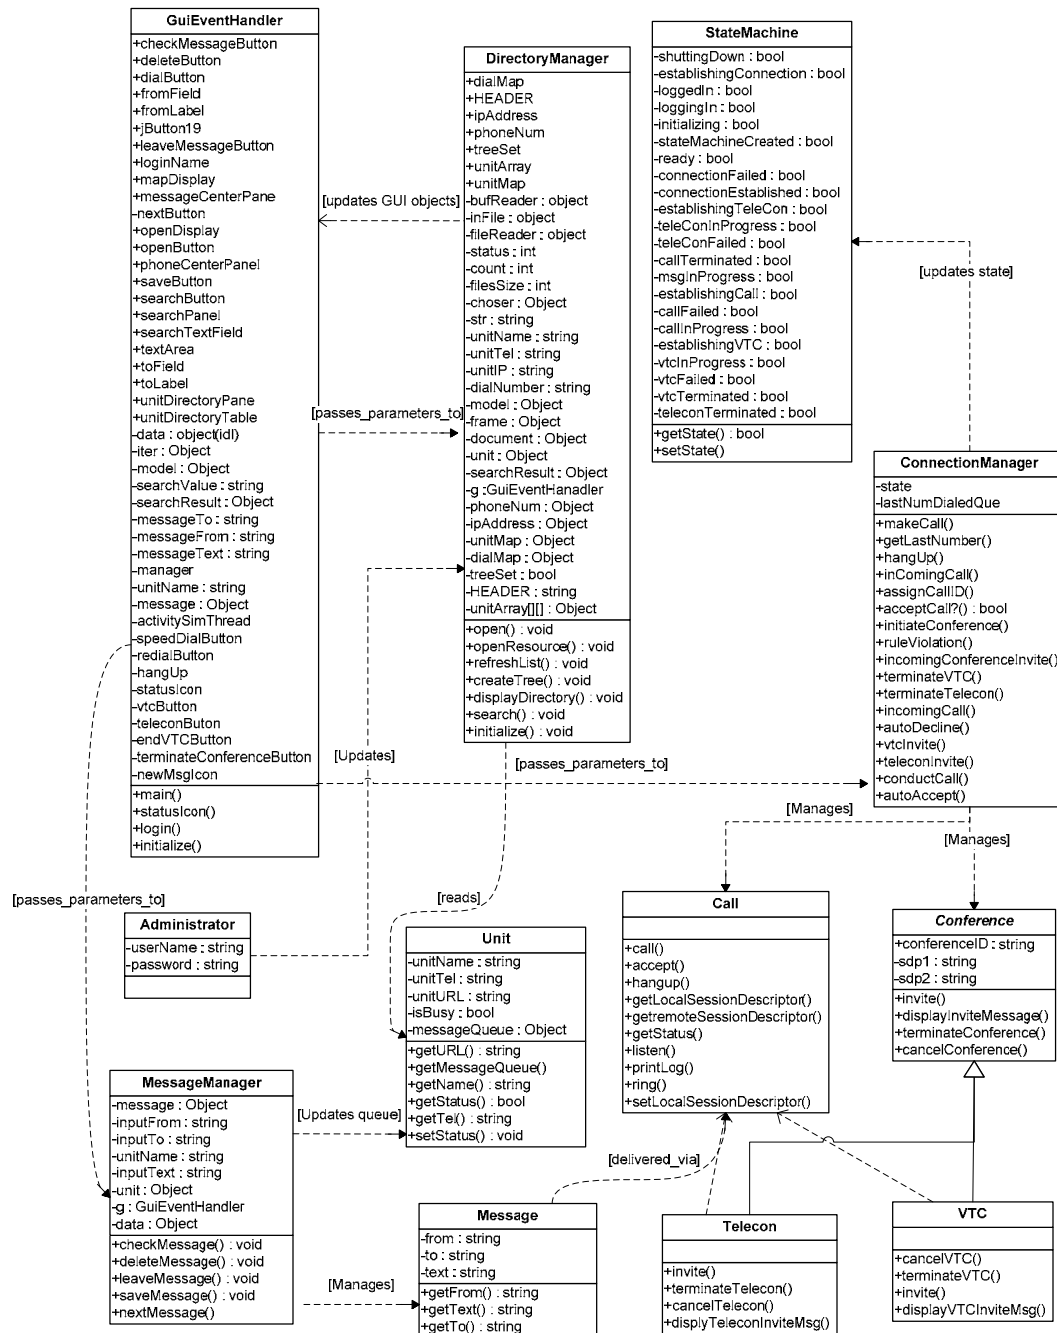 GuiEventHandler
+checkMessageButton
+deleteButton
+dialButton
+fromField
+fromLabel
+jButton19
+leaveMessageButton
+loginName
+mapDisplay
+messageCenterPane
-nextButton
+openDisplay
+openButton
+phoneCenterPanel
+saveButton
+searchButton
+searchPanel
+searchTextField
+textArea
+toField
+toLabel
+unitDirectoryPane
+unitDirectoryTable
-data : object(idl)
-iter : Object
-model : Object
-searchValue : string
-searchResult : Object
-messageTo : string
-messageFrom : string
-messageText : string
-manager
-unitName : string
-message : Object
-activitySimThread
-speedDialButton
-redialButton
-hangUp
-statusIcon
-vtcButton
-teleconButon
-endVTCButton
-terminateConferenceButton
-newMsgIcon
+main()
+statusIcon()
+login()
+initialize()
DirectoryManager
+dialMap
+HEADER
+ipAddress
+phoneNum
+treeSet
+unitArray
+unitMap
-bufReader : object
-inFile : object
-fileReader : object
-status : int
-count : int
-filesSize : int
-choser : Object
-str : string
-unitName : string
-unitTel : string
-unitIP : string
-dialNumber : string
-model : Object
-frame : Object
-document : Object
-unit : Object
-searchResult : Object
-g :GuiEventHanadler
-phoneNum : Object
-ipAddress : Object
-unitMap : Object
-dialMap : Object
-treeSet : bool
-HEADER : string
-unitArray[][] : Object
+open() : void
+openResource() : void
+refreshList() : void
+createTree() : void
+displayDirectory() : void
+search() : void
+initialize() : void
StateMachine
-shuttingDown : bool
-establishingConnection : bool
-loggedIn : bool
-loggingIn : bool
-initializing : bool
-stateMachineCreated : bool
-ready : bool
-connectionFailed : bool
-connectionEstablished : bool
-establishingTeleCon : bool
-teleConInProgress : bool
-teleConFailed : bool
-callTerminated : bool
-msgInProgress : bool
-establishingCall : bool
-callFailed : bool
-callInProgress : bool
-establishingVTC : bool
-vtcInProgress : bool
-vtcFailed : bool
-vtcTerminated : bool
-teleconTerminated : bool
+getState() : bool
+setState()
[updates GUI objects]
[passes_parameters_to]
[updates state]
ConnectionManager
-state
-lastNumDialedQue
+makeCall()
+getLastNumber()
+hangUp()
+inComingCall()
+assignCallID()
+acceptCall?() : bool
+initiateConference()
+ruleViolation()
+incomingConferenceInvite()
+terminateVTC()
+terminateTelecon()
+incomingCall()
+autoDecline()
+vtcInvite()
+teleconInvite()
+conductCall()
+autoAccept()
[Updates]
[passes_parameters_to]
[Manages]
[Manages]
[passes_parameters_to]
[reads]
Administrator
-userName : string
-password : string
Unit
-unitName : string
-unitTel : string
-unitURL : string
-isBusy : bool
-messageQueue : Object
+getURL() : string
+getMessageQueue()
+getName() : string
+getStatus() : bool
+getTel() : string
+setStatus() : void
Call
+call()
+accept()
+hangup()
+getLocalSessionDescriptor()
+getremoteSessionDescriptor()
+getStatus()
+listen()
+printLog()
+ring()
+setLocalSessionDescriptor()
Conference
+conferenceID : string
-sdp1 : string
-sdp2 : string
+invite()
+displayInviteMessage()
+terminateConference()
+cancelConference()
MessageManager
-message : Object
-inputFrom : string
-inputTo : string
-unitName : string
-inputText : string
-unit : Object
-g : GuiEventHandler
-data : Object
+checkMessage() : void
+deleteMessage() : void
+leaveMessage() : void
+saveMessage() : void
+nextMessage()
[Updates queue]
[delivered_via]
[Manages]
Message
-from : string
-to : string
-text : string
+getFrom() : string
+getText() : string
+getTo() : string
Telecon
+invite()
+terminateTelecon()
+cancelTelecon()
+displyTeleconInviteMsg()
VTC
+cancelVTC()
+terminateVTC()
+invite()
+displayVTCInviteMsg()